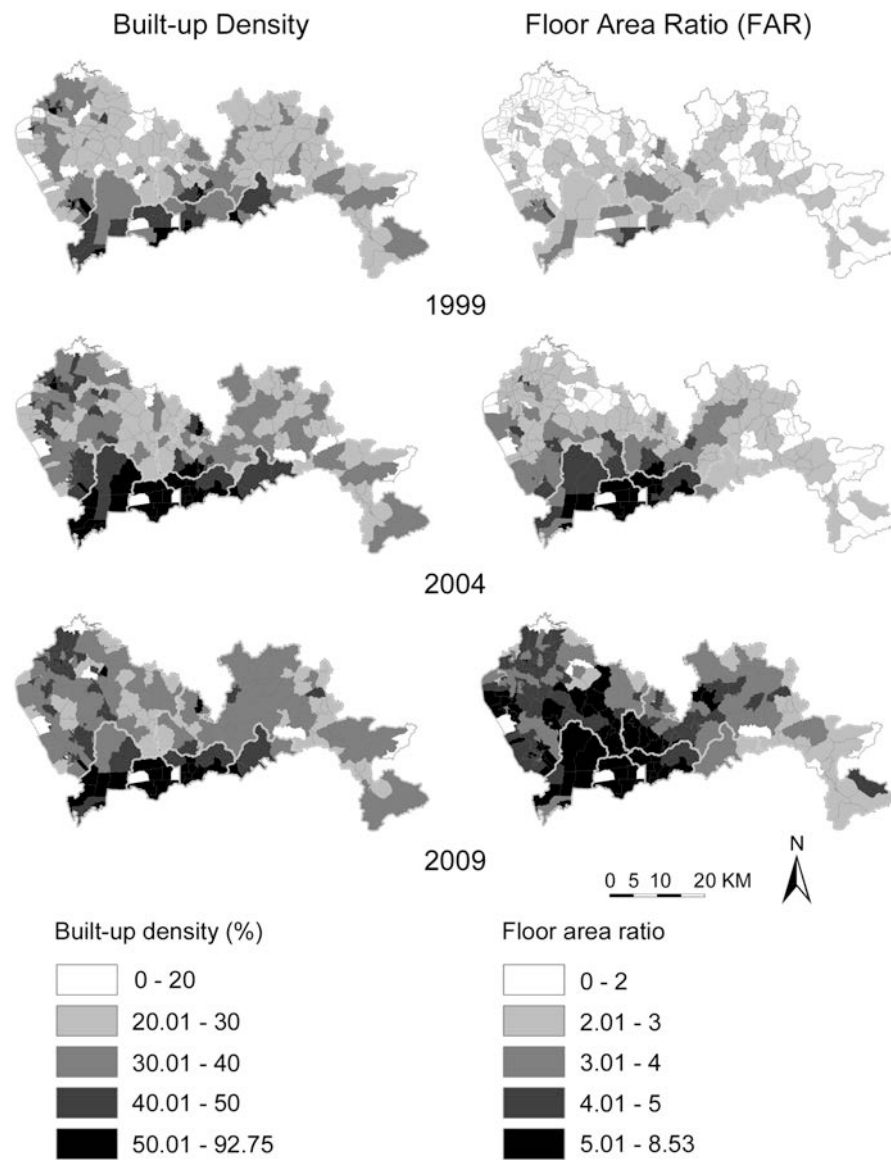 Built-up Density
Floor Area Ratio (FAR)
1999
2004
2009
N
0 5 10 20 KM
Built-up density (%)
0 - 20
20.01 - 30
30.01 - 40
40.01 - 50
50.01 - 92.75
Floor area ratio
0 - 2
2.01 - 3
3.01 - 4
4.01 - 5
5.01 - 8.53